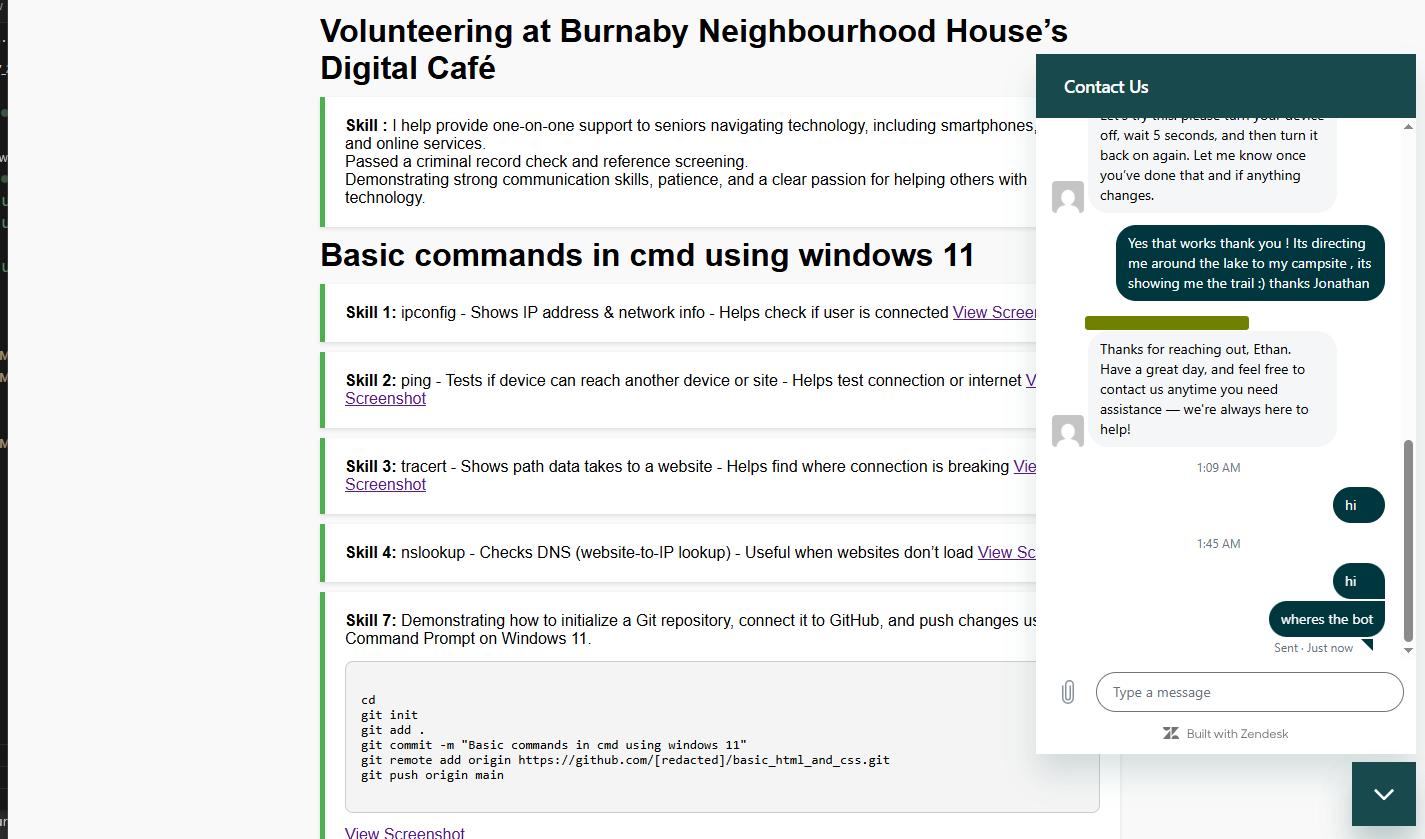 Volunteering at Burnaby Neighbourhood House’s
Digital Café
Skill : I help provide one-on-one support to seniors navigating technology, including smartphones,
and online services.
Passed a criminal record check and reference screening.
Demonstrating strong communication skills, patience, and a clear passion for helping others with
technology.
Basic commands in cmd using windows 11
Skill 1: ipconfig - Shows IP address & network info - Helps check if user is connected View Screen
Skill 2: ping - Tests if device can reach another device or site - Helps test connection or internet V
Screenshot
Skill 3: tracert - Shows path data takes to a website - Helps find where connection is breaking Vie
Screenshot
Skill 4: nslookup - Checks DNS (website-to-IP lookup) - Useful when websites don’t load View Sc
Skill 7: Demonstrating how to initialize a Git repository, connect it to GitHub, and push changes us
Command Prompt on Windows 11.
cd
git init
git add .
git commit -m "Basic commands in cmd using windows 11"
git remote add origin https://github.com/[redacted]/basic_html_and_css.git
git push origin main
View Screenshot
Contact Us
Let's try this: please turn your device
off, wait 5 seconds, and then turn it
back on again. Let me know once
you’ve done that and if anything
changes.
Yes that works thank you ! Its directing
me around the lake to my campsite , its
showing me the trail :) thanks Jonathan
Thanks for reaching out, Ethan.
Have a great day, and feel free to
contact us anytime you need
assistance — we're always here to
help!
1:09 AM
hi
1:45 AM
hi
wheres the bot
Sent · Just now
Type a message
Built with Zendesk